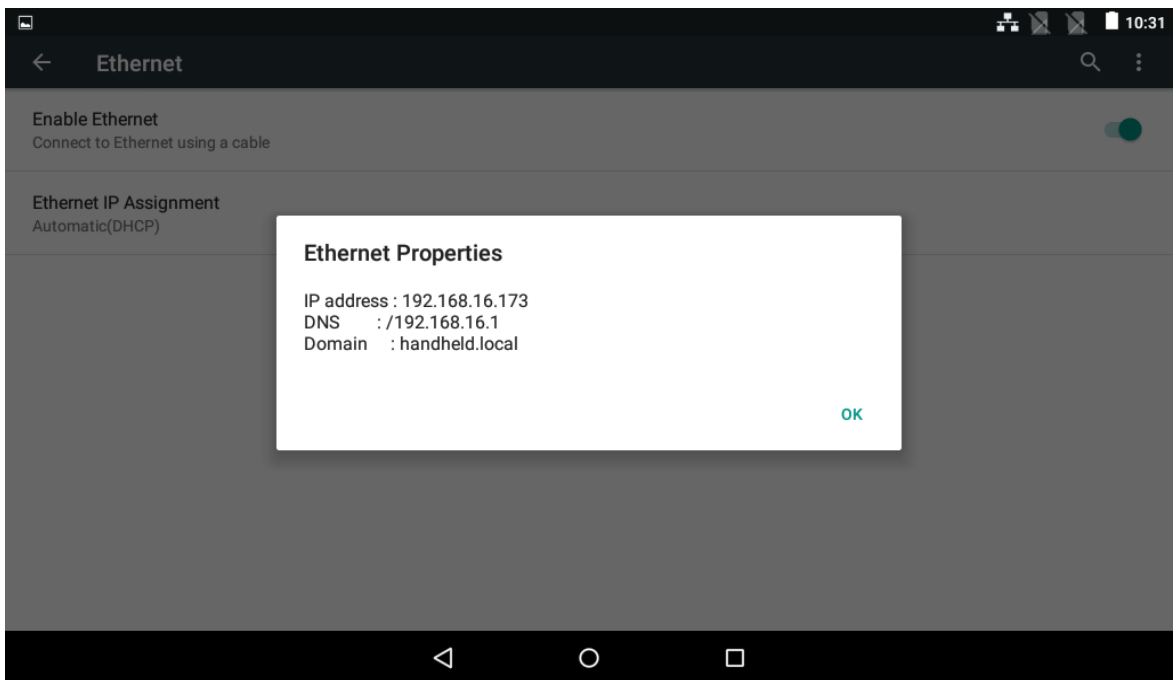 10:31
Ethernet
Enable Ethernet
Connect to Ethernet using a cable
Ethernet IP Assignment
Automatic(DHCP)
Ethernet Properties
IP address : 192.168.16.173
DNS : /192.168.16.1
Domain : handheld.local
OK